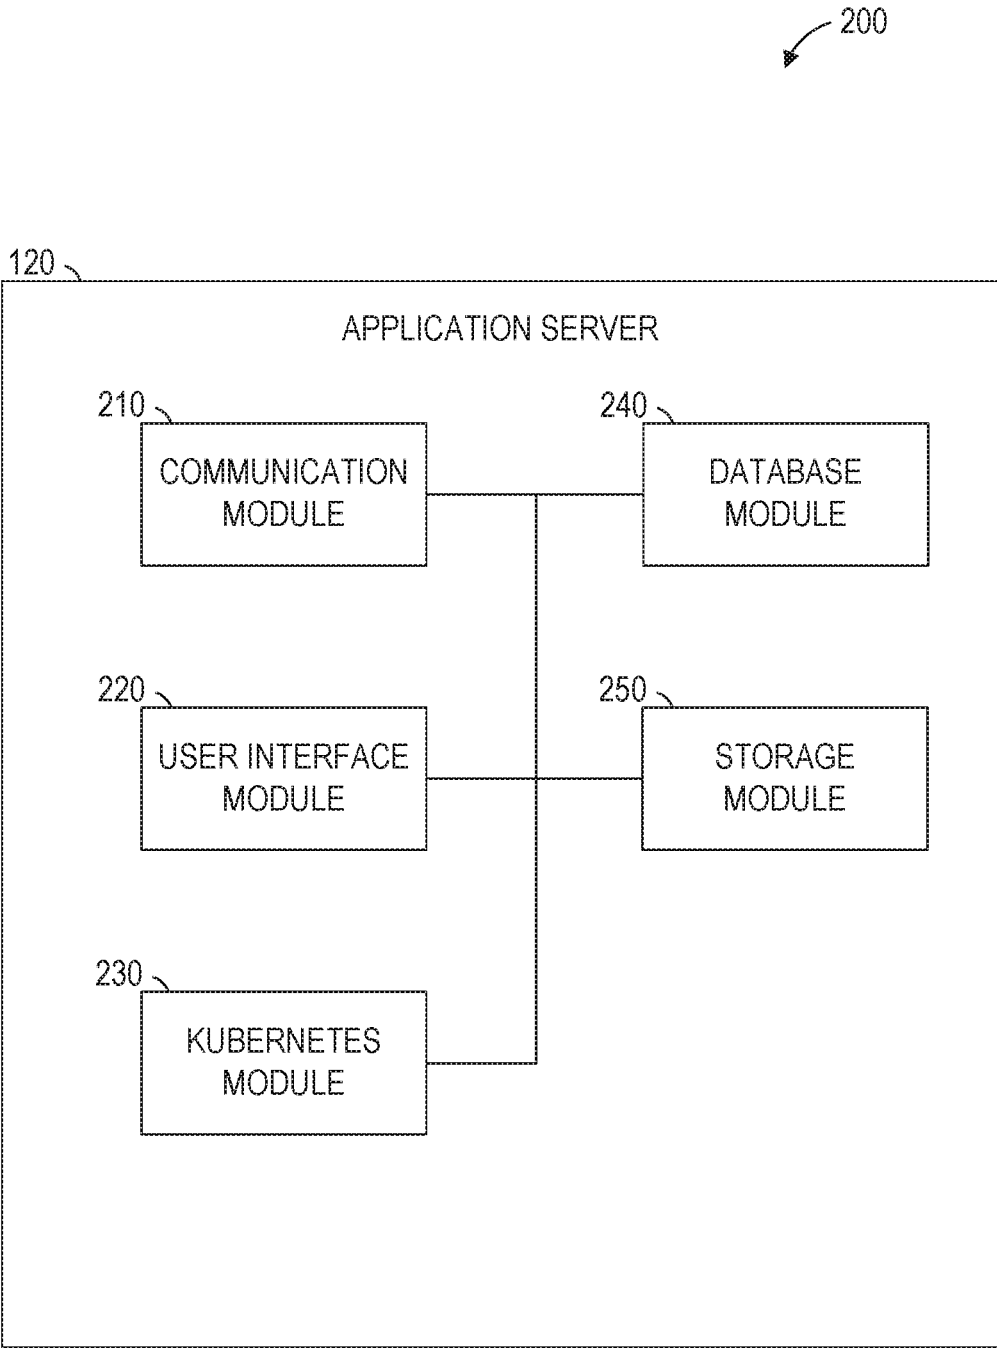 200
120
APPLICATION SERVER
210
COMMUNICATION
MODULE
240
DATABASE
MODULE
220
USER INTERFACE
MODULE
250
STORAGE
MODULE
230
KUBERNETES
MODULE